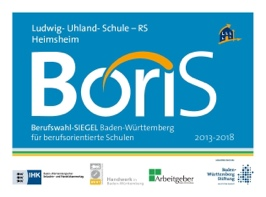 Ludwig- Uhland- Schule – RS
Heimsheim
BoriS
Berufswahl-SIEGEL Baden-Württemberg
für berufsorientierte Schulen
2013-2018
IHK
Handwerk
Arbeitgeber
Baden-
Württemberg
Stiftung